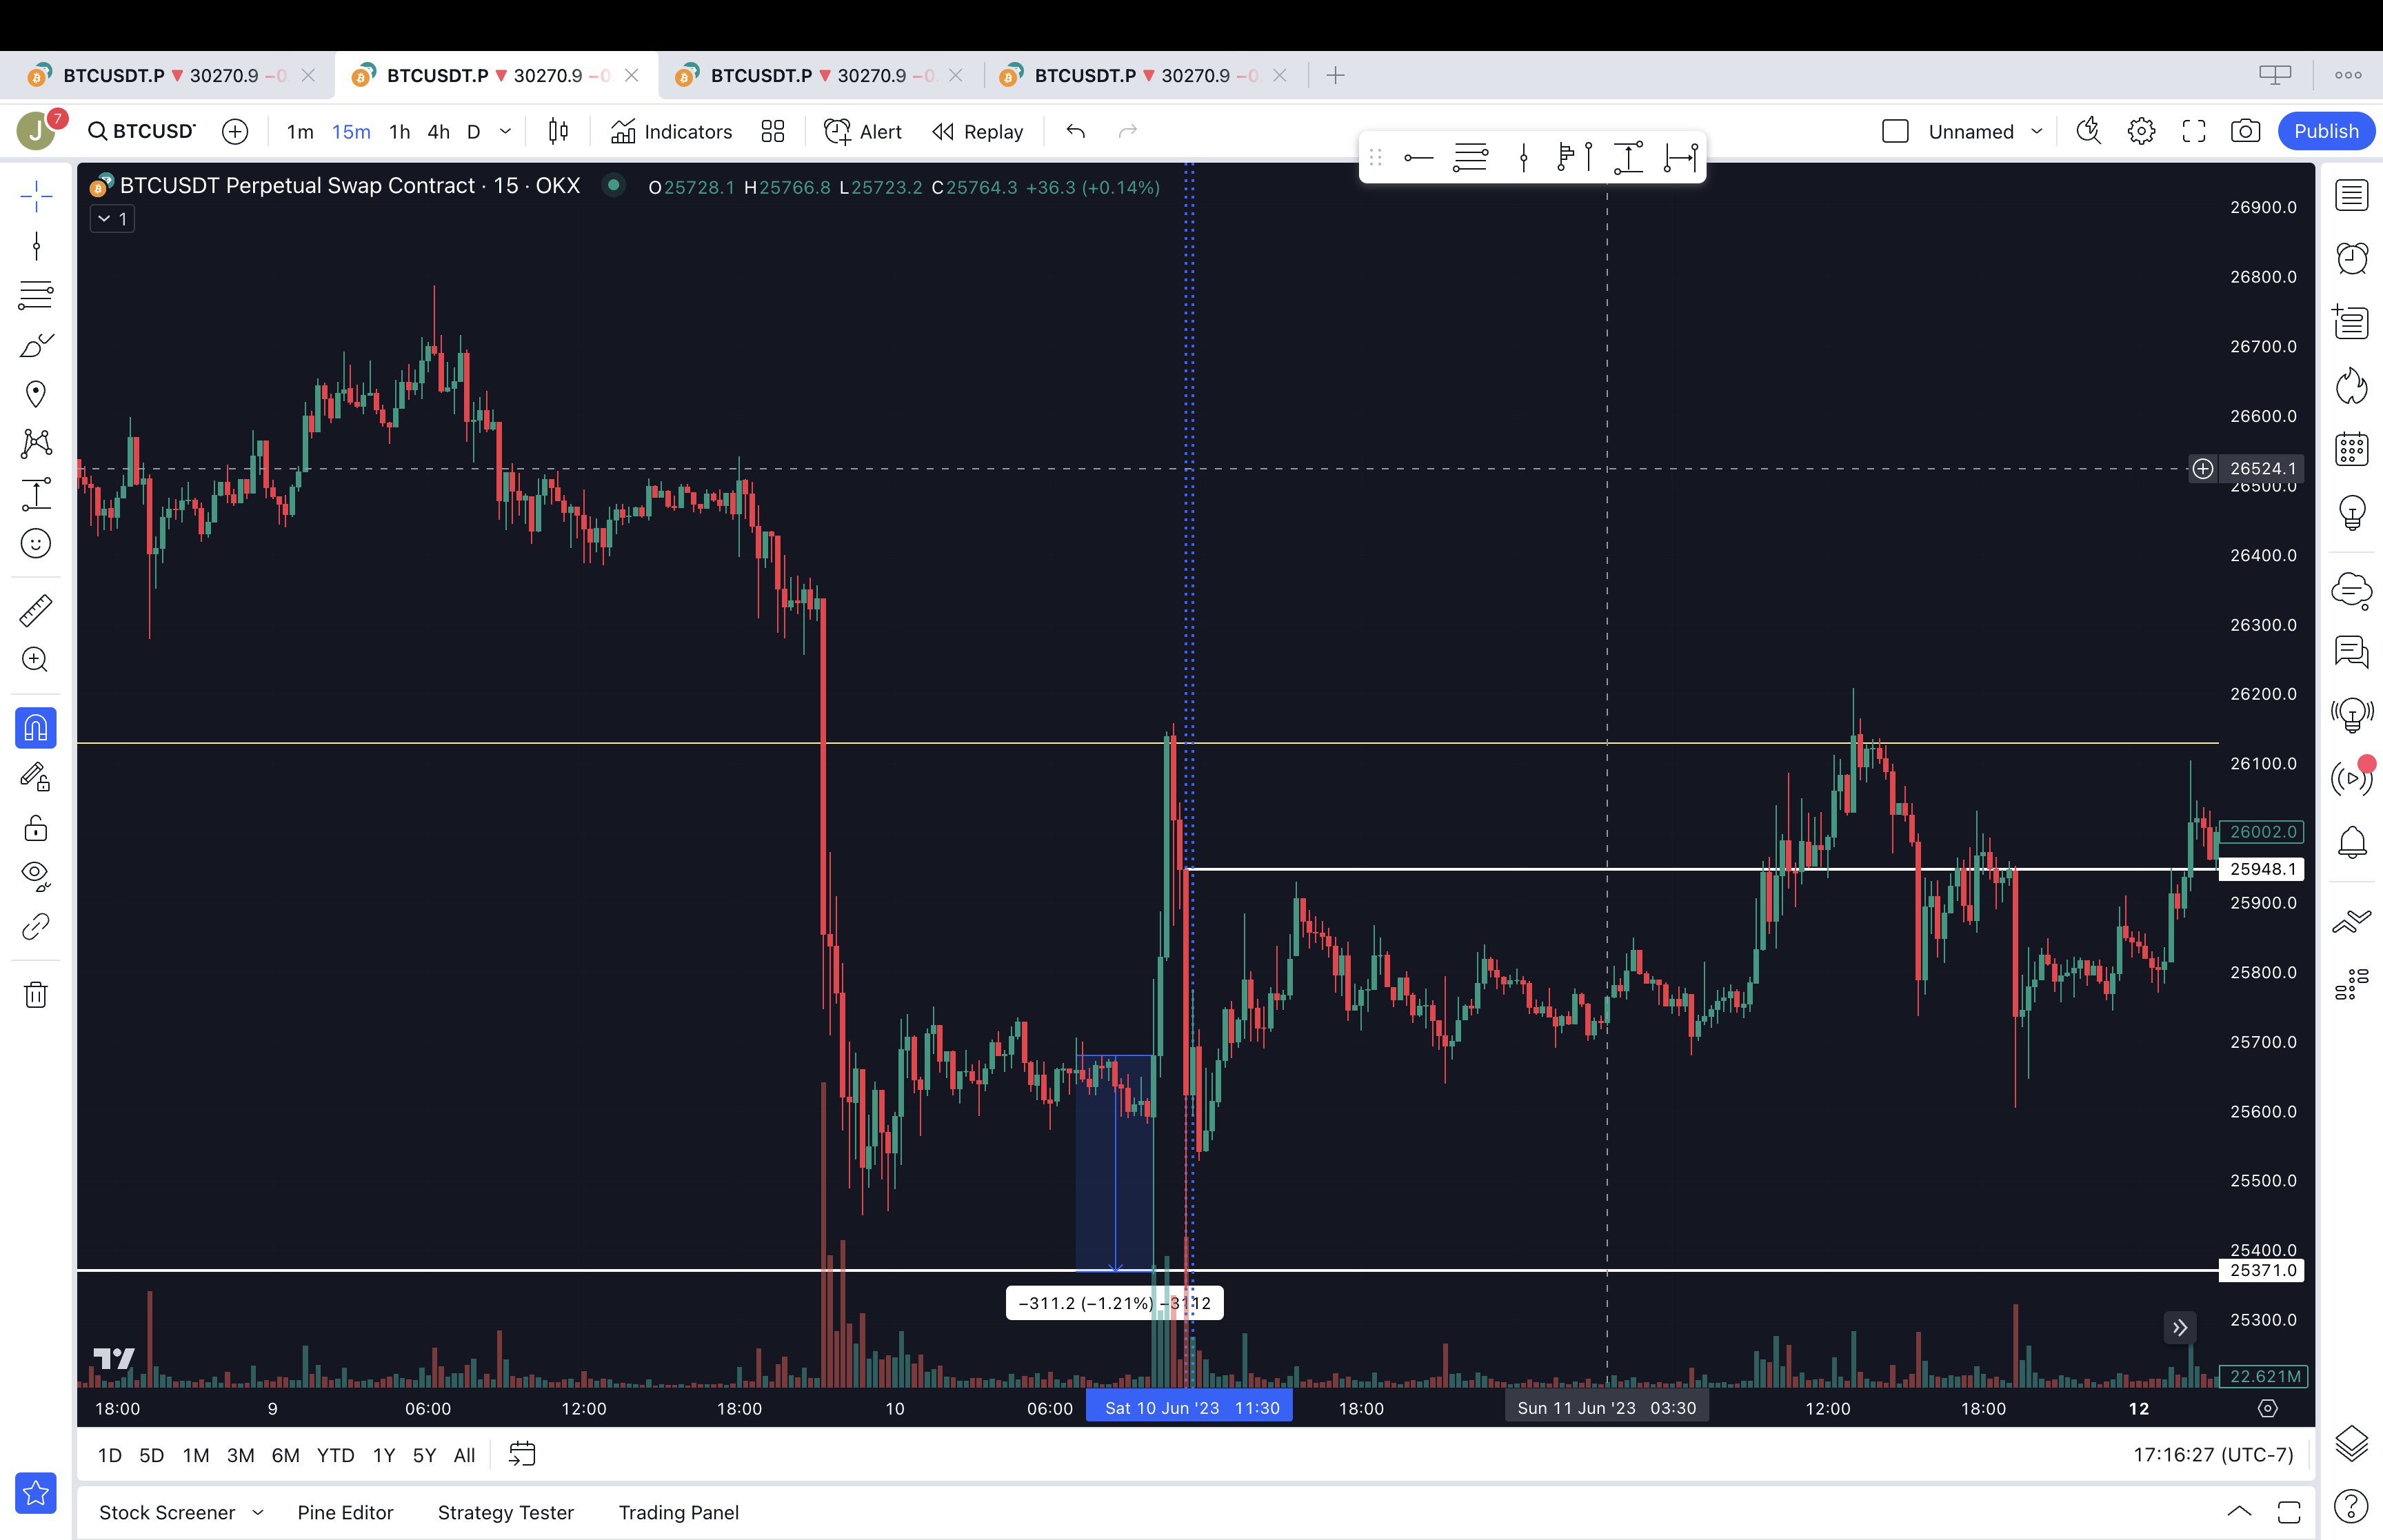 BTCUSDT.P ▼ 30270.9 −0. BTCUSDT.P ▼ 30270.9 −0 BTCUSDT.P ▼ 30270.9 −0. BTCUSDT.P ▼ 30270.9 −0.
J 7 BTCUSD 1m 15m 1h 4h D Indicators Alert Replay Unnamed Publish
BTCUSDT Perpetual Swap Contract · 15 · OKX O25728.1 H25766.8 L25723.2 C25764.3 +36.3 (+0.14%)
1
26900.0
26800.0
26700.0
26600.0
26524.1
26500.0
26400.0
26300.0
26200.0
26100.0
26002.0
25948.1
25900.0
25800.0
25700.0
25600.0
25500.0
25400.0
25371.0
−311.2 (−1.21%) −3112
25300.0
22.621M
18:00 9 06:00 12:00 18:00 10 06:00 Sat 10 Jun '23 11:30 18:00 Sun 11 Jun '23 03:30 12:00 18:00 12
1D 5D 1M 3M 6M YTD 1Y 5Y All 17:16:27 (UTC-7)
Stock Screener Pine Editor Strategy Tester Trading Panel